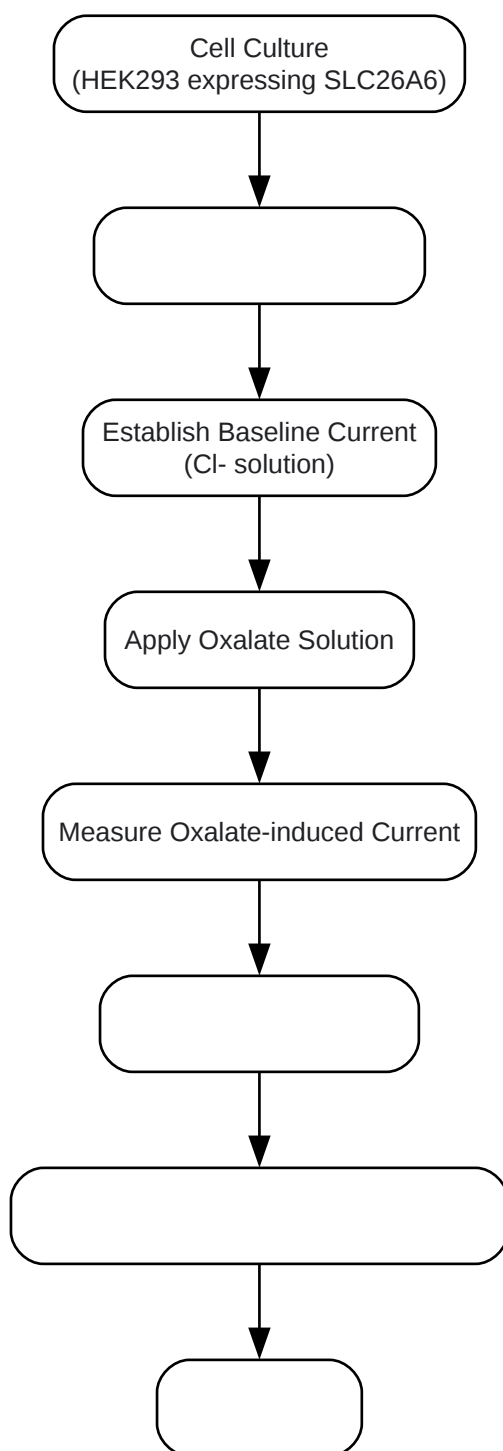 Cell Culture
(HEK293 expressing SLC26A6)
Establish Baseline Current
(Cl- solution)
Apply Oxalate Solution
Measure Oxalate-induced Current